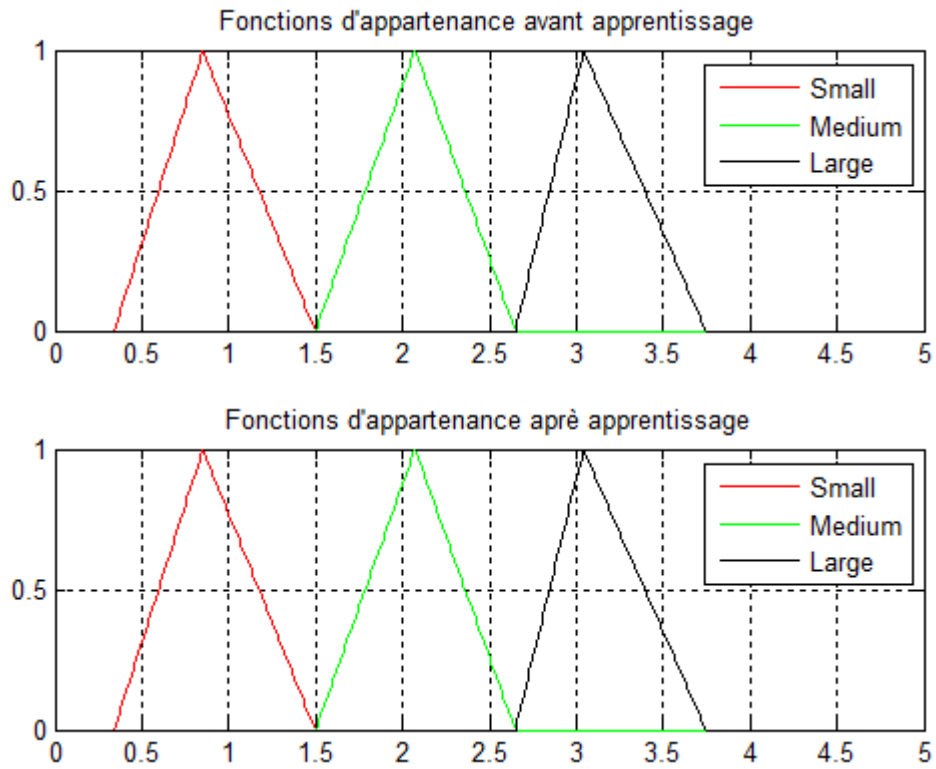 Fonctions d'appartenance avant apprentissage
1
0.5
0
Small
Medium
Large
0 0.5 1 1.5 2 2.5 3 3.5 4 4.5 5
Fonctions d'appartenance aprè apprentissage
1
0.5
0
Small
Medium
Large
0 0.5 1 1.5 2 2.5 3 3.5 4 4.5 5